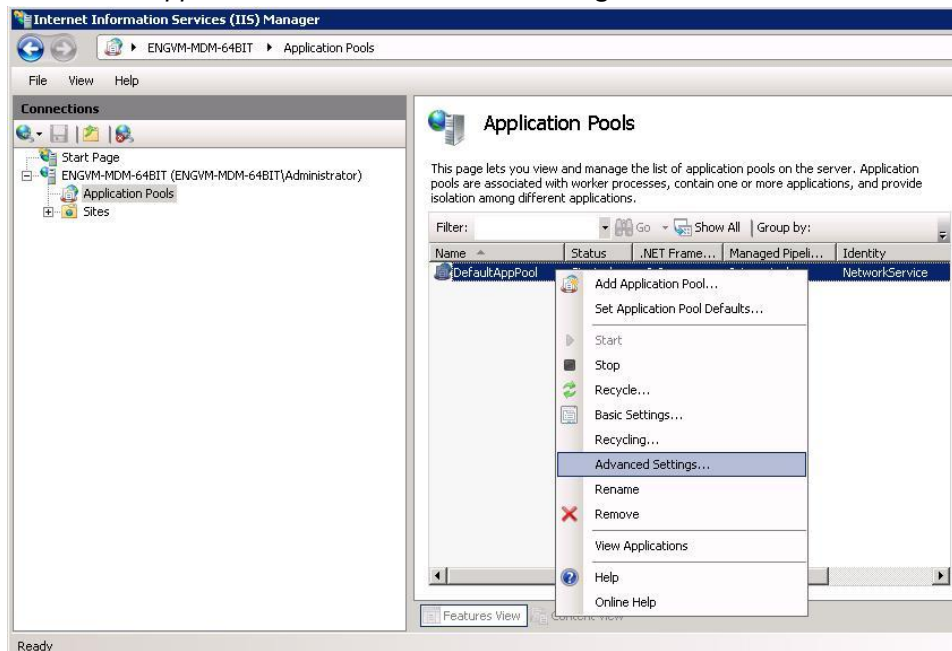 Internet Information Services (IIS) Manager
ENGVM-MDM-64BIT Application Pools
File View Help
Connections
Start Page
ENGVM-MDM-64BIT (ENGVM-MDM-64BIT\Administrator)
Application Pools
Sites
Application Pools
This page lets you view and manage the list of application pools on the server. Application
pools are associated with worker processes, contain one or more applications, and provide
isolation among different applications.
Filter: Go Show All Group by:
Name Status .NET Frame... Managed Pipeli... Identity
DefaultAppPool NetworkService
Add Application Pool...
Set Application Pool Defaults...
Start
Stop
Recycle...
Basic Settings...
Recycling...
Advanced Settings...
Rename
Remove
View Applications
Help
Online Help
Features View
Ready